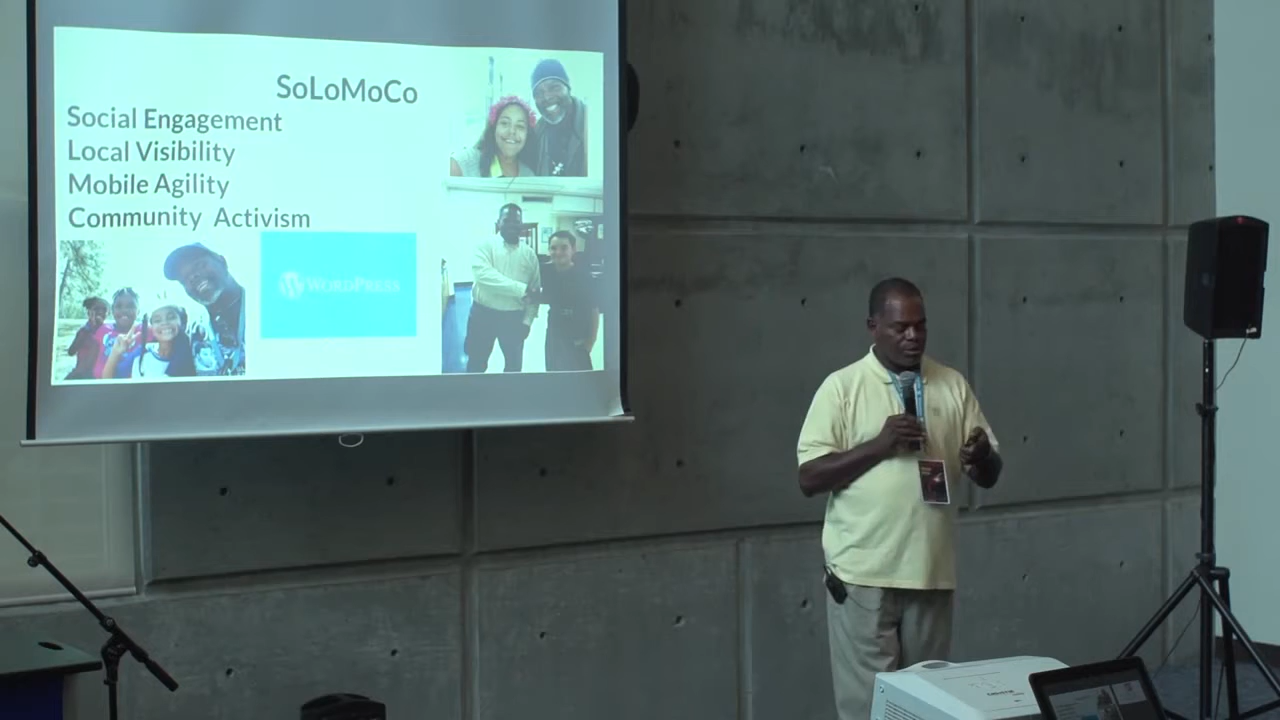 SoLoMoCo
Social Engagement
Local Visibility
Mobile Agility
Community Activism
WORDPRESS